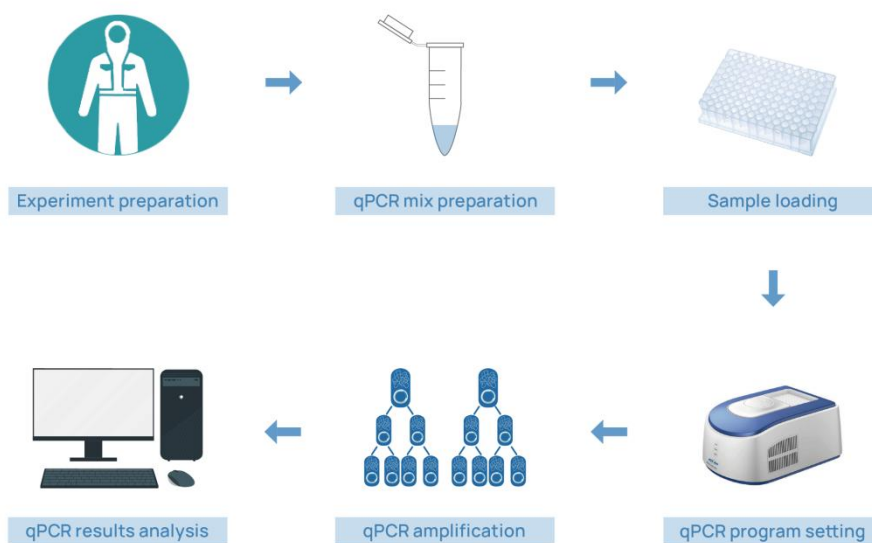 Experiment preparation
qPCR mix preparation
Sample loading
qPCR program setting
qPCR amplification
qPCR results analysis